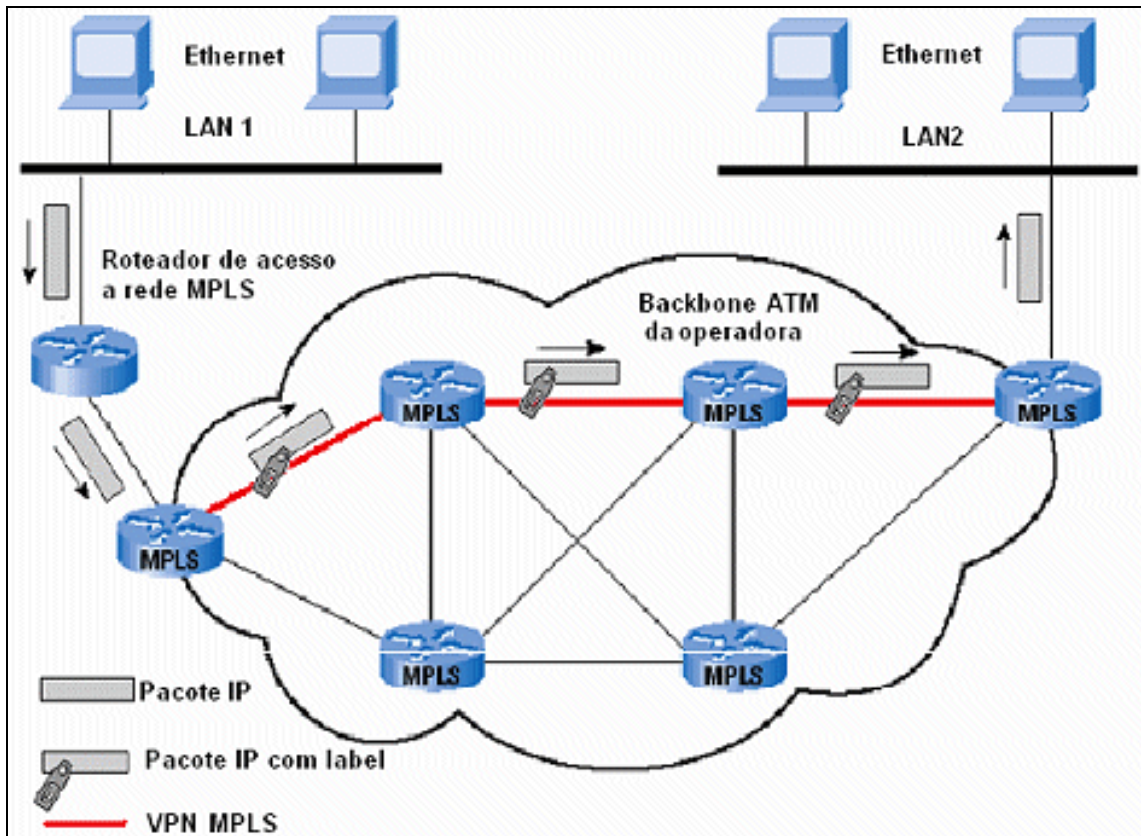 Ethernet
LAN 1
Ethernet
LAN2
Roteador de acesso
a rede MPLS
Backbone ATM
da operadora
MPLS
MPLS
MPLS
MPLS
MPLS
MPLS
Pacote IP
Pacote IP com label
VPN MPLS